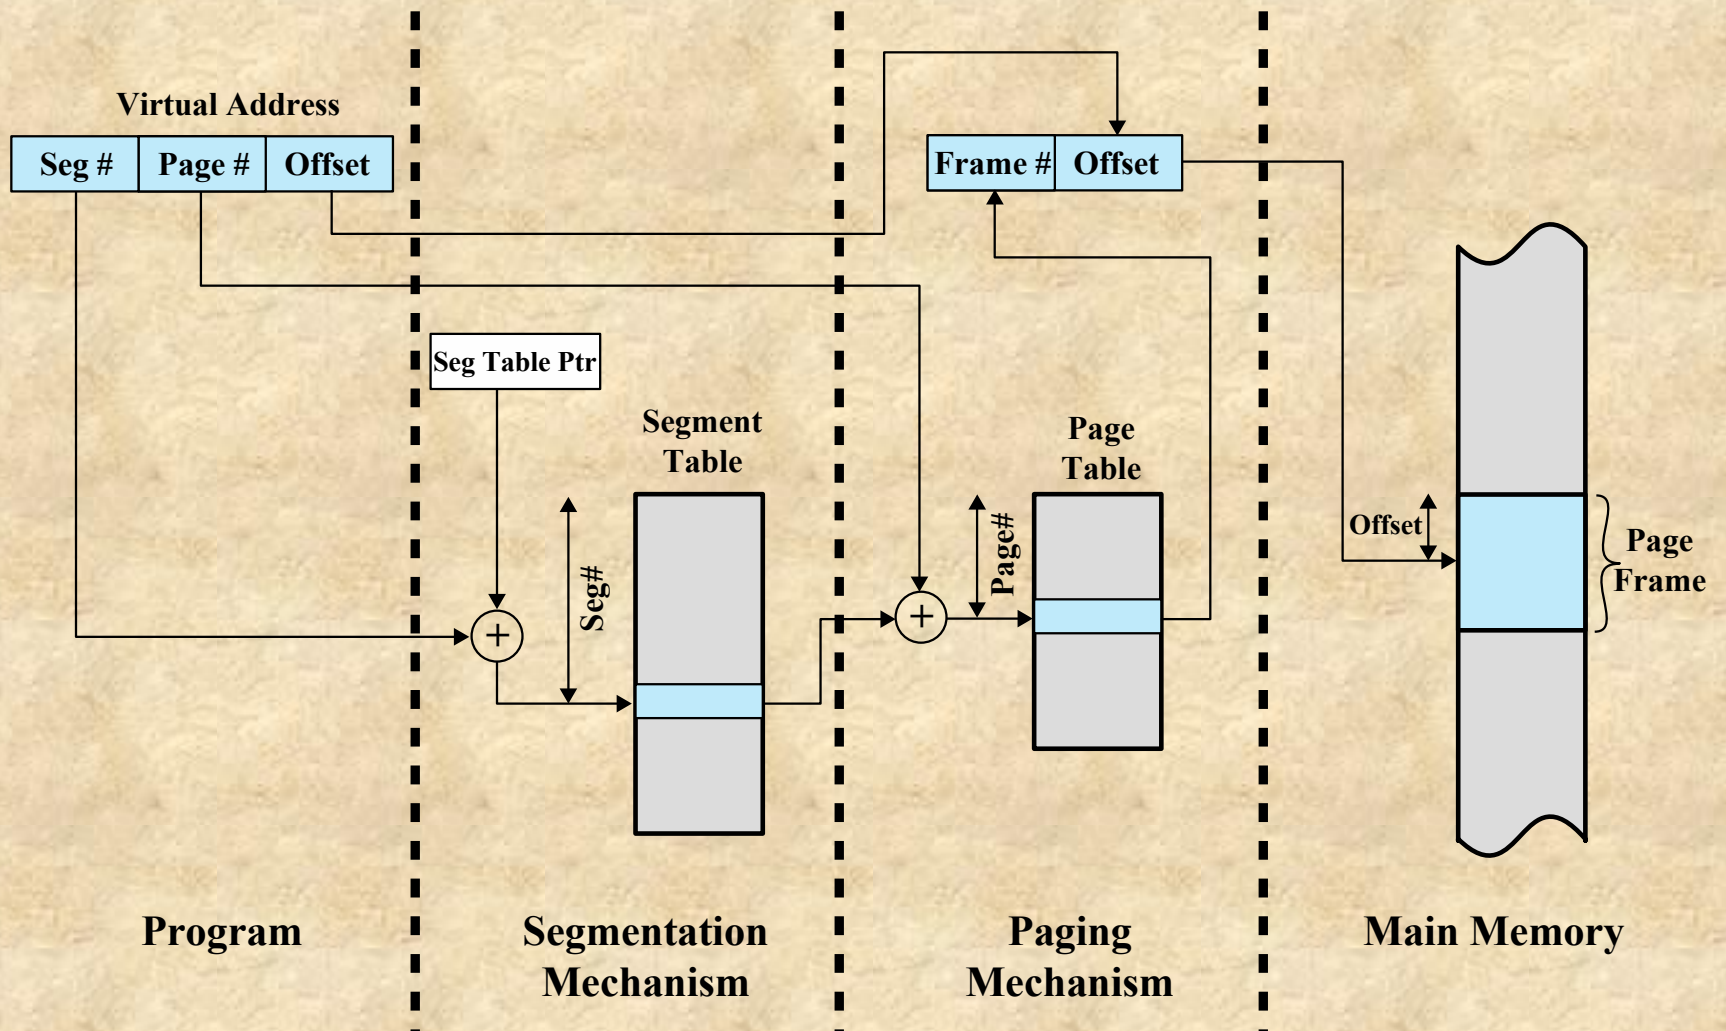 Virtual Address
Seg #
Page #
Offset
Frame #
Offset
Seg Table Ptr
Segment
Table
Page
Table
Seg#
Page#
+
+
Offset
Page
Frame
Program
Segmentation
Mechanism
Paging
Mechanism
Main Memory